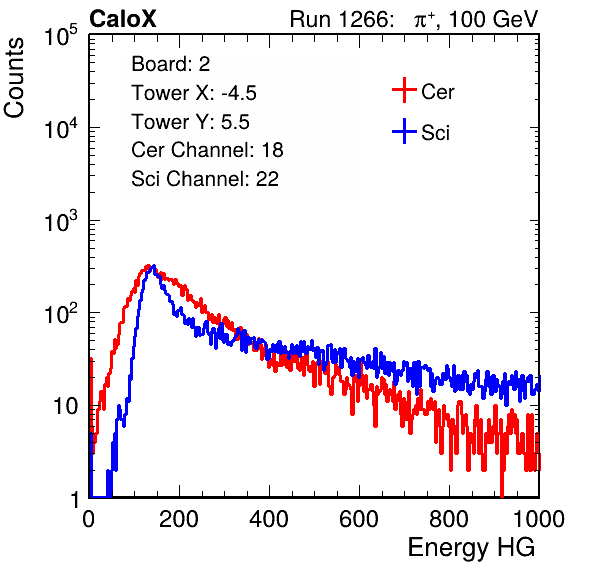 CaloX Run 1266: π⁺, 100 GeV
Counts
10⁵
10⁴
10³
10²
10
1
Board: 2
Tower X: -4.5
Tower Y: 5.5
Cer Channel: 18
Sci Channel: 22
Cer
Sci
0 200 400 600 800 1000
Energy HG